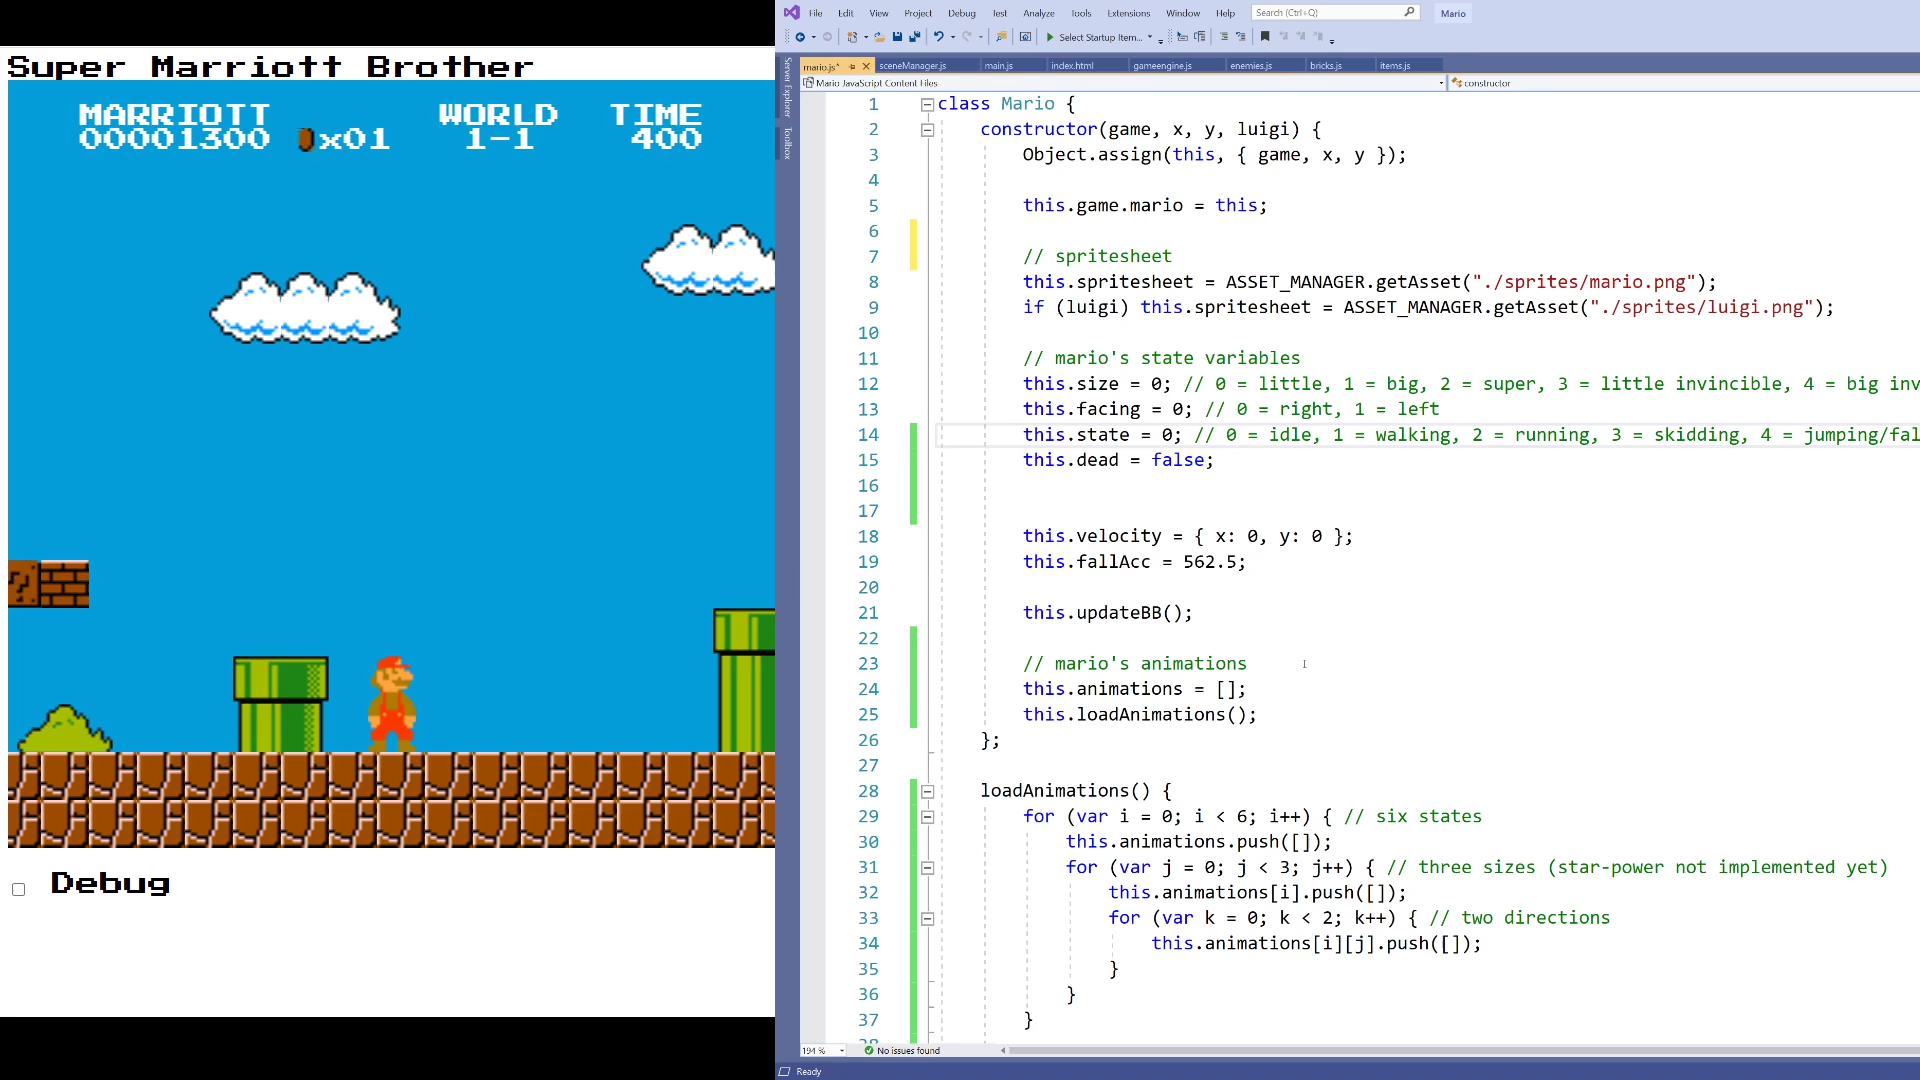 Super Marriott Brother
MARRIOTT
WORLD
TIME
00001300
x01
1-1
400
?
Debug
File Edit View Project Debug Test Analyze Tools Extensions Window Help Search (Ctrl+Q) Mario
Select Startup Item...
Server Explorer
Toolbox
mario.js* sceneManager.js main.js index.html gameengine.js enemies.js bricks.js items.js
Mario JavaScript Content Files constructor
1 class Mario {
2 constructor(game, x, y, luigi) {
3 Object.assign(this, { game, x, y });
4
5 this.game.mario = this;
6
7 // spritesheet
8 this.spritesheet = ASSET_MANAGER.getAsset("./sprites/mario.png");
9 if (luigi) this.spritesheet = ASSET_MANAGER.getAsset("./sprites/luigi.png");
10
11 // mario's state variables
12 this.size = 0; // 0 = little, 1 = big, 2 = super, 3 = little invincible, 4 = big inv
13 this.facing = 0; // 0 = right, 1 = left
14 this.state = 0; // 0 = idle, 1 = walking, 2 = running, 3 = skidding, 4 = jumping/fal
15 this.dead = false;
16
17
18 this.velocity = { x: 0, y: 0 };
19 this.fallAcc = 562.5;
20
21 this.updateBB();
22
23 // mario's animations
24 this.animations = [];
25 this.loadAnimations();
26 };
27
28 loadAnimations() {
29 for (var i = 0; i < 6; i++) { // six states
30 this.animations.push([]);
31 for (var j = 0; j < 3; j++) { // three sizes (star-power not implemented yet)
32 this.animations[i].push([]);
33 for (var k = 0; k < 2; k++) { // two directions
34 this.animations[i][j].push([]);
35 }
36 }
37 }
194 % No issues found
Ready